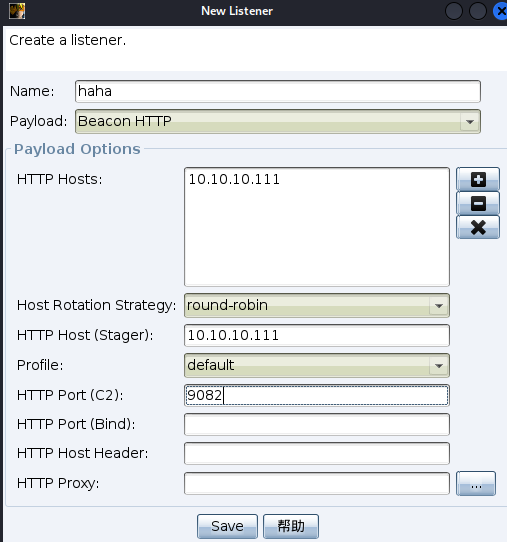 New Listener
Create a listener.
Name: haha
Payload: Beacon HTTP
Payload Options
HTTP Hosts: 10.10.10.111
Host Rotation Strategy: round-robin
HTTP Host (Stager): 10.10.10.111
Profile: default
HTTP Port (C2): 9082
HTTP Port (Bind):
HTTP Host Header:
HTTP Proxy: ...
Save 帮助